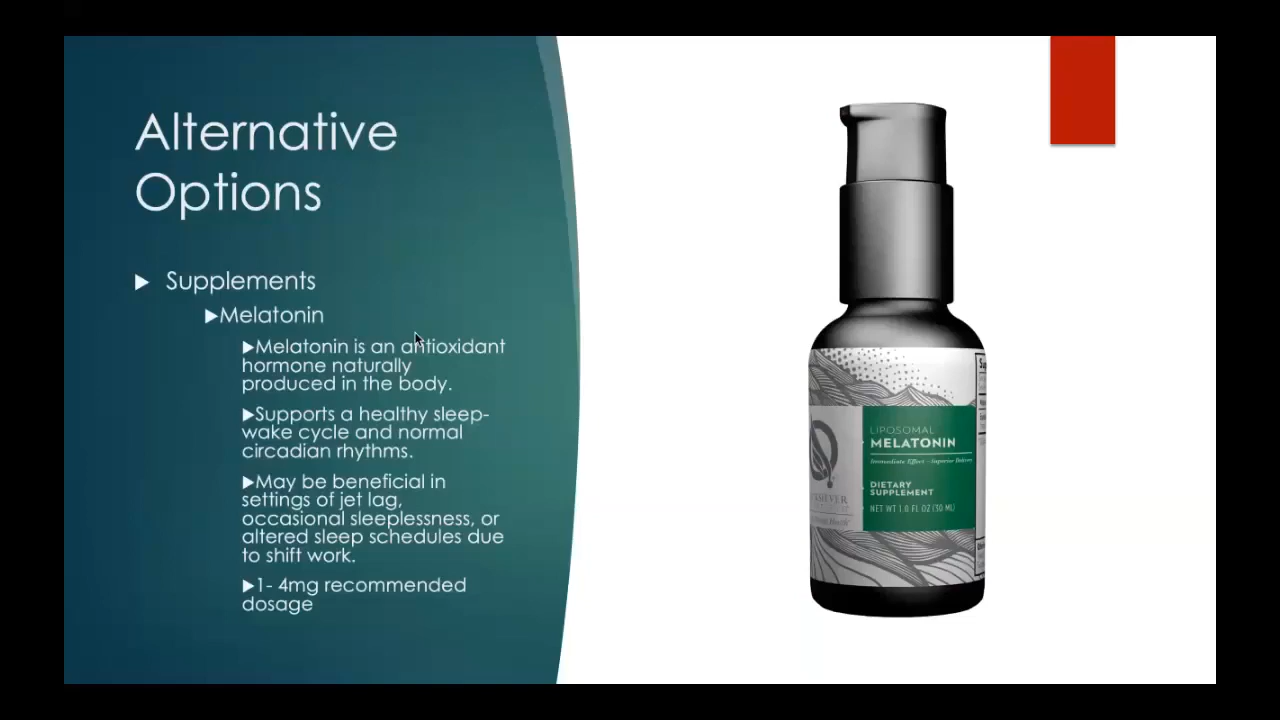 Alternative
Options
Supplements
Melatonin
Melatonin is an antioxidant
hormone naturally
produced in the body.
Supports a healthy sleep-
wake cycle and normal
circadian rhythms.
May be beneficial in
settings of jet lag,
occasional sleeplessness, or
altered sleep schedules due
to shift work.
1- 4mg recommended
dosage
LIPOSOMAL
MELATONIN
Immediate Effect - Superior
DIETARY
SUPPLEMENT
NET WT 1.0 FL OZ (30 ML)